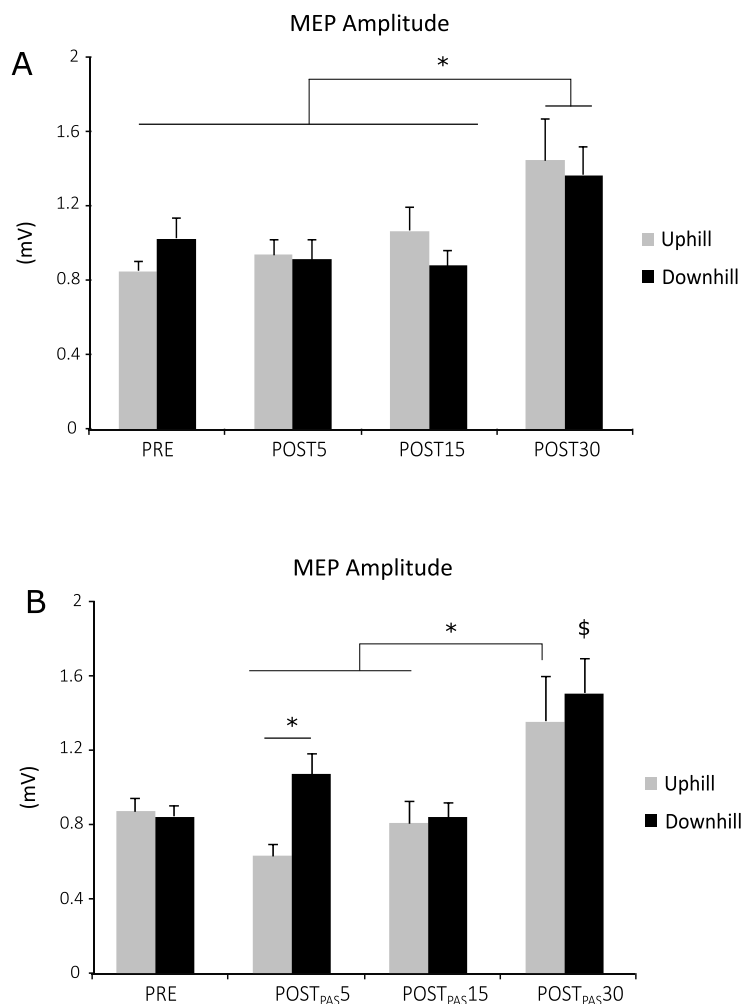 MEP Amplitude
A
2
*
1.6
1.2
(mV)
Uphill
0.8
Downhill
0.4
0
PRE POST5 POST15 POST30
MEP Amplitude
B
2
* $
1.6
*
1.2
(mV)
Uphill
0.8
Downhill
0.4
0
PRE POSTPAS5 POSTPAS15 POSTPAS30